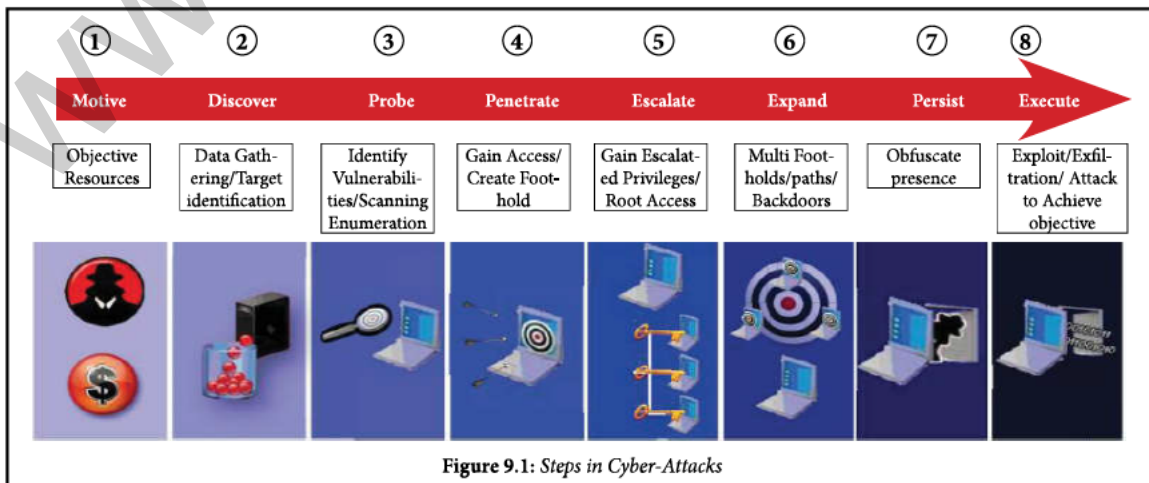 WW
① ② ③ ④ ⑤ ⑥ ⑦ ⑧
Motive Discover Probe Penetrate Escalate Expand Persist Execute
Objective
Resources
Data Gath-
ering/Target
identification
Identify
Vulnerabili-
ties/Scanning
Enumeration
Gain Access/
Create Foot-
hold
Gain Escalat-
ed Privileges/
Root Access
Multi Foot-
holds/paths/
Backdoors
Obfuscate
presence
Exploit/Exfil-
tration/ Attack
to Achieve
objective
$
Figure 9.1: Steps in Cyber-Attacks